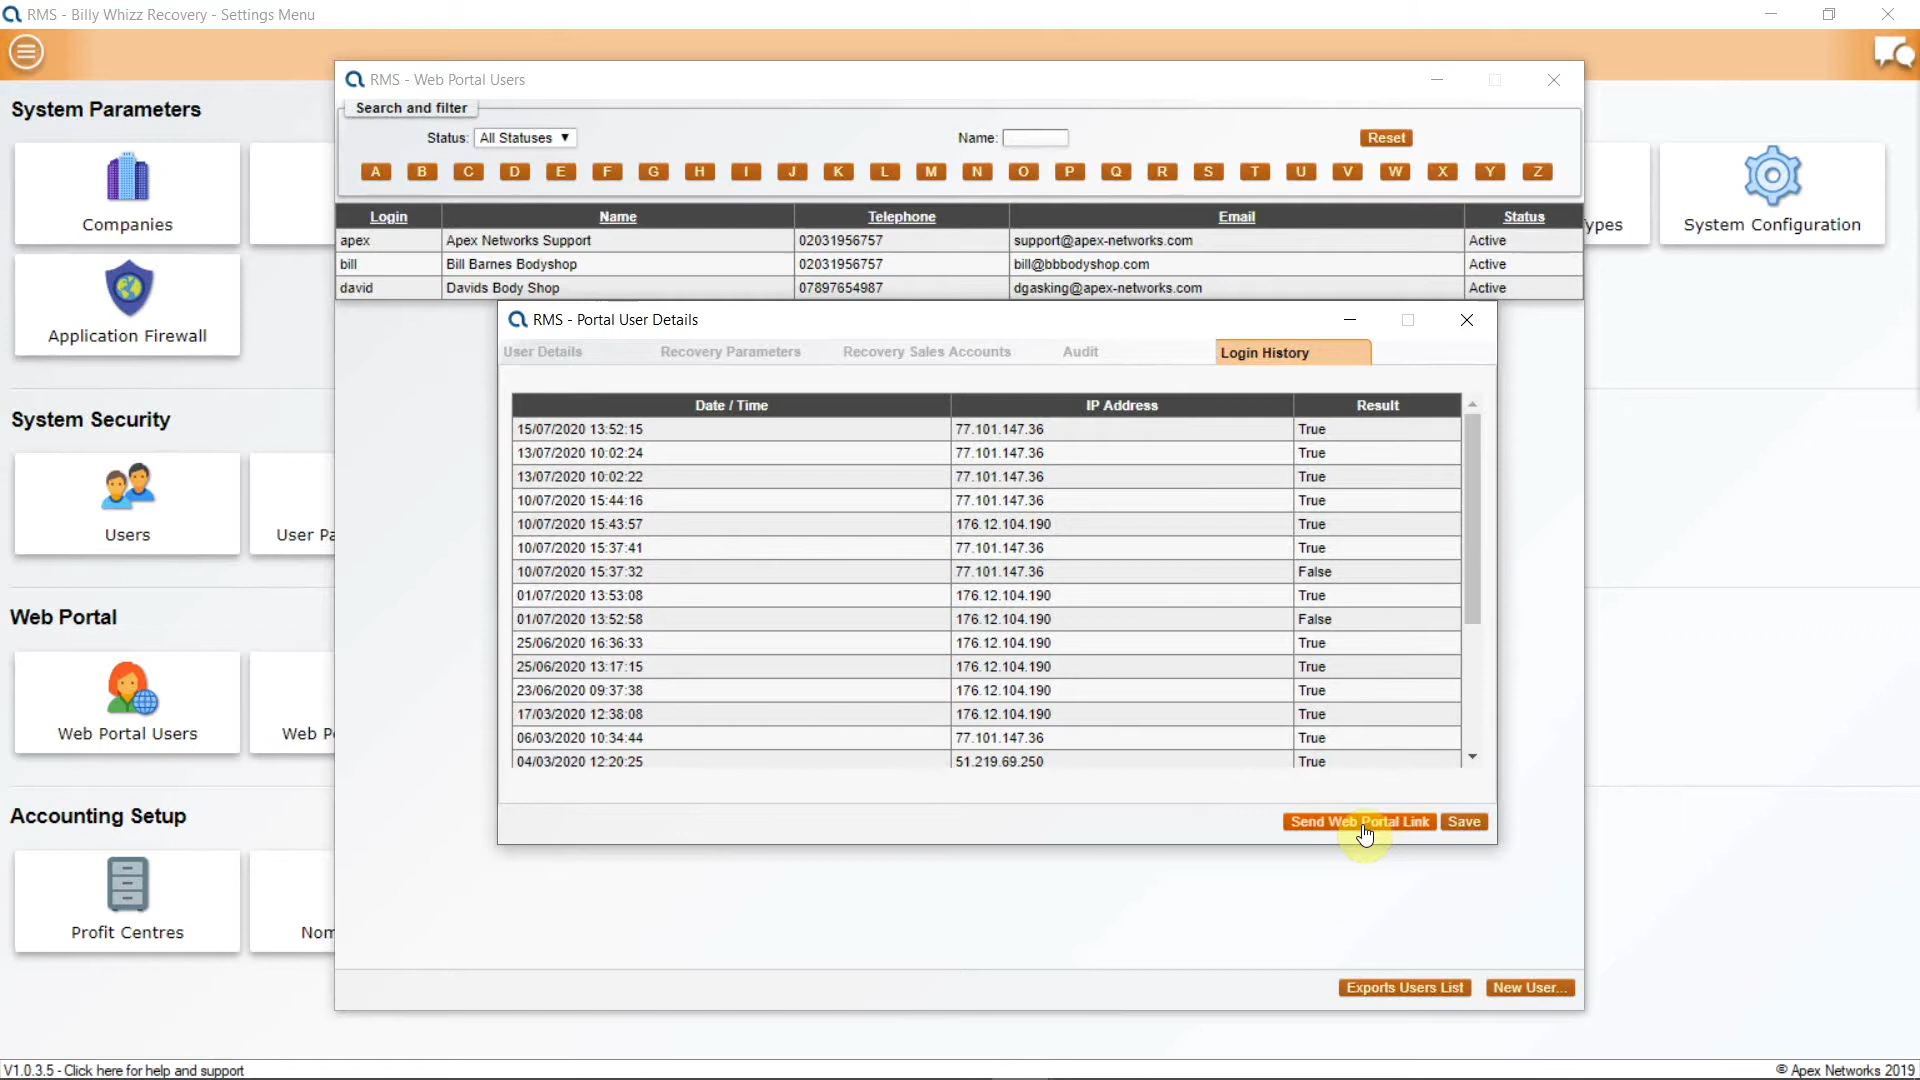 RMS - Billy Whizz Recovery - Settings Menu
System Parameters
Companies
Application Firewall
ypes
System Configuration
System Security
Users
User Pa
Web Portal
Web Portal Users
Web P
Accounting Setup
Profit Centres
Nom
RMS - Web Portal Users
Search and filter
Status: All Statuses ▼ Name: Reset
A B C D E F G H I J K L M N O P Q R S T U V W X Y Z
Login Name Telephone Email Status
apex Apex Networks Support 02031956757 support@apex-networks.com Active
bill Bill Barnes Bodyshop 02031956757 bill@bbbodyshop.com Active
david Davids Body Shop 07897654987 dgasking@apex-networks.com Active
RMS - Portal User Details
User Details Recovery Parameters Recovery Sales Accounts Audit Login History
Date / Time IP Address Result
15/07/2020 13:52:15 77.101.147.36 True
13/07/2020 10:02:24 77.101.147.36 True
13/07/2020 10:02:22 77.101.147.36 True
10/07/2020 15:44:16 77.101.147.36 True
10/07/2020 15:43:57 176.12.104.190 True
10/07/2020 15:37:41 77.101.147.36 True
10/07/2020 15:37:32 77.101.147.36 False
01/07/2020 13:53:08 176.12.104.190 True
01/07/2020 13:52:58 176.12.104.190 False
25/06/2020 16:36:33 176.12.104.190 True
25/06/2020 13:17:15 176.12.104.190 True
23/06/2020 09:37:38 176.12.104.190 True
17/03/2020 12:38:08 176.12.104.190 True
06/03/2020 10:34:44 77.101.147.36 True
04/03/2020 12:20:25 51.219.69.250 True
Send Web Portal Link Save
Exports Users List New User...
V1.0.3.5 - Click here for help and support
© Apex Networks 2019